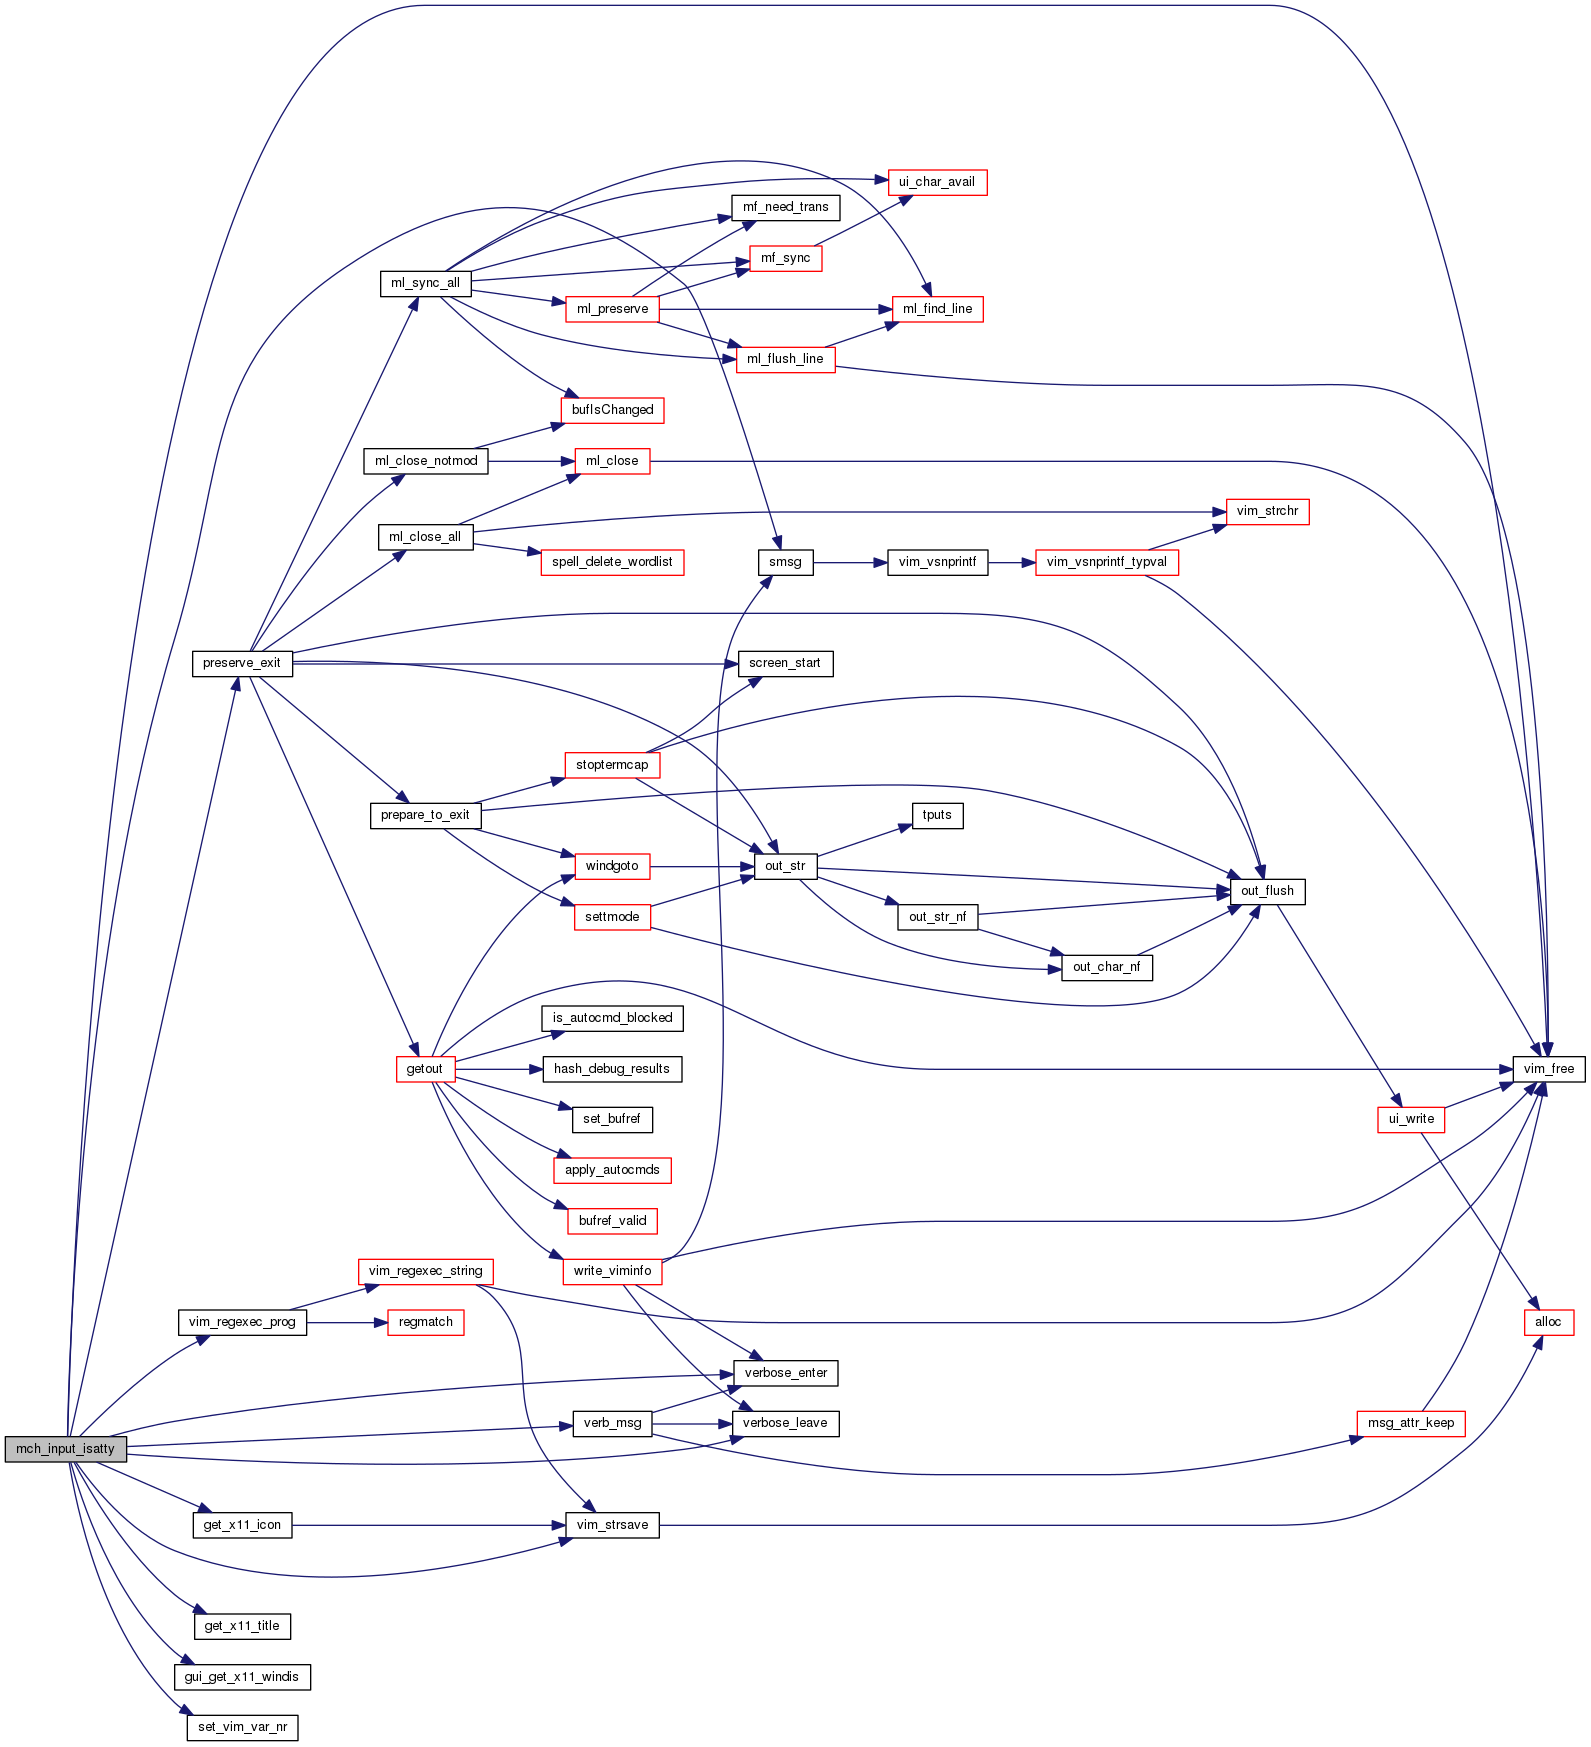 ui_char_avail
mf_need_trans
mf_sync
ml_sync_all
ml_preserve
ml_find_line
ml_flush_line
bufIsChanged
ml_close_notmod
ml_close
vim_strchr
ml_close_all
spell_delete_wordlist
smsg
vim_vsnprintf
vim_vsnprintf_typval
preserve_exit
screen_start
stoptermcap
prepare_to_exit
tputs
windgoto
out_str
out_flush
settmode
out_str_nf
out_char_nf
is_autocmd_blocked
getout
hash_debug_results
vim_free
set_bufref
ui_write
apply_autocmds
bufref_valid
vim_regexec_string
write_viminfo
vim_regexec_prog
regmatch
alloc
verbose_enter
verb_msg
verbose_leave
msg_attr_keep
mch_input_isatty
get_x11_icon
vim_strsave
get_x11_title
gui_get_x11_windis
set_vim_var_nr